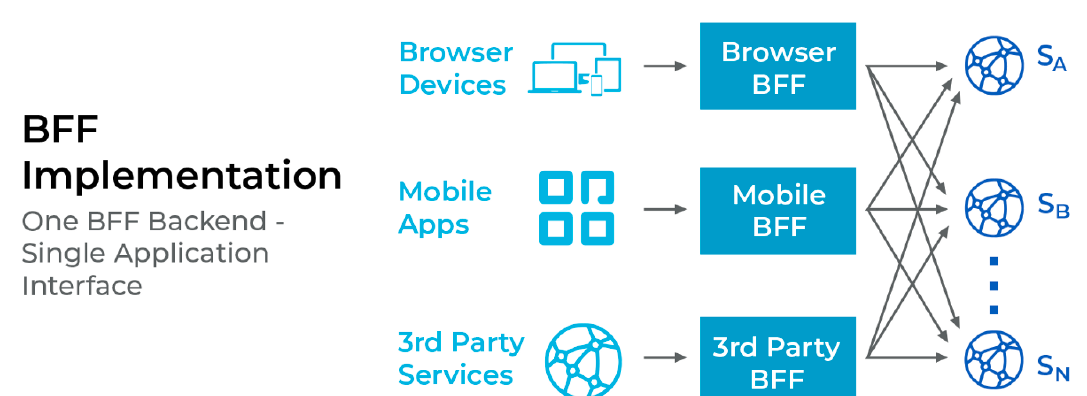 BFF
Implementation
One BFF Backend -
Single Application
Interface
Browser
Devices
Browser
BFF
S_A
Mobile
Apps
Mobile
BFF
S_B
3rd Party
Services
3rd Party
BFF
S_N